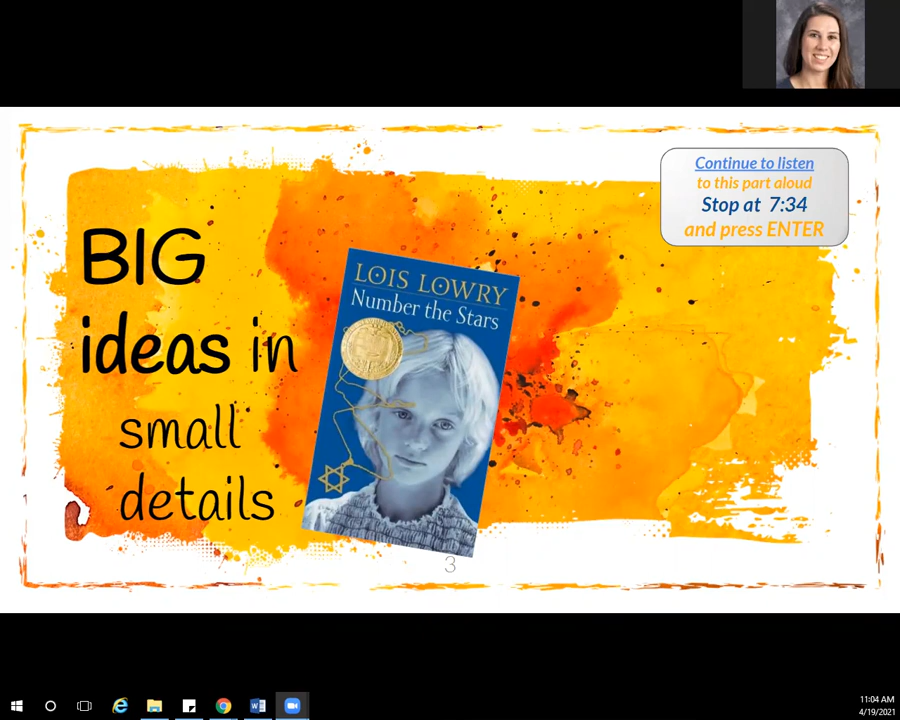 Continue to listen
to this part aloud
Stop at 7:34
and press ENTER
BIG
ideas in
small
details
LOIS LOWRY
Number the Stars
3
11:04 AM
4/19/2021